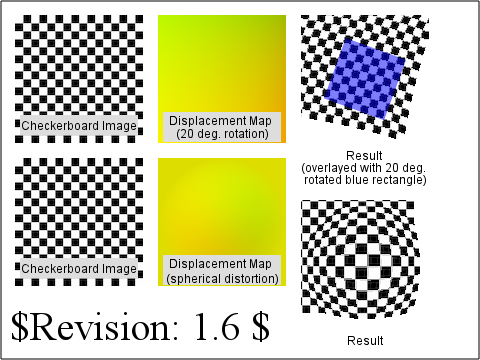 Checkerboard Image
Displacement Map
(20 deg. rotation)
Result
(overlayed with 20 deg.
rotated blue rectangle)
Checkerboard Image
Displacement Map
(spherical distortion)
Result
$Revision: 1.6 $